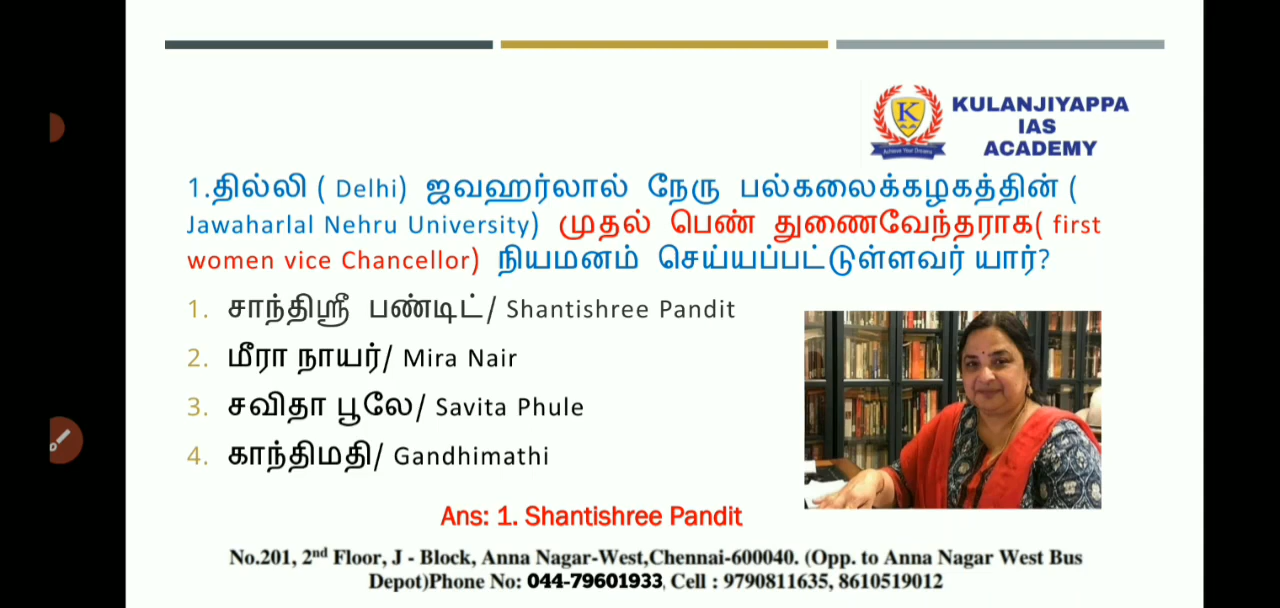 KULANJIYAPPA
IAS
ACADEMY
K
Achieve Your Dreams
1.தில்லி ( Delhi) ஜவஹர்லால் நேரு பல்கலைக்கழகத்தின் (
Jawaharlal Nehru University) முதல் பெண் துணைவேந்தராக( first
women vice Chancellor) நியமனம் செய்யப்பட்டுள்ளவர் யார்?
1. சாந்திஸ்ரீ பண்டிட்/ Shantishree Pandit
2. மீரா நாயர்/ Mira Nair
3. சவிதா பூலே/ Savita Phule
4. காந்திமதி/ Gandhimathi
Ans: 1. Shantishree Pandit
No.201, 2nd Floor, J - Block, Anna Nagar-West,Chennai-600040. (Opp. to Anna Nagar West Bus
Depot)Phone No: 044-79601933, Cell : 9790811635, 8610519012